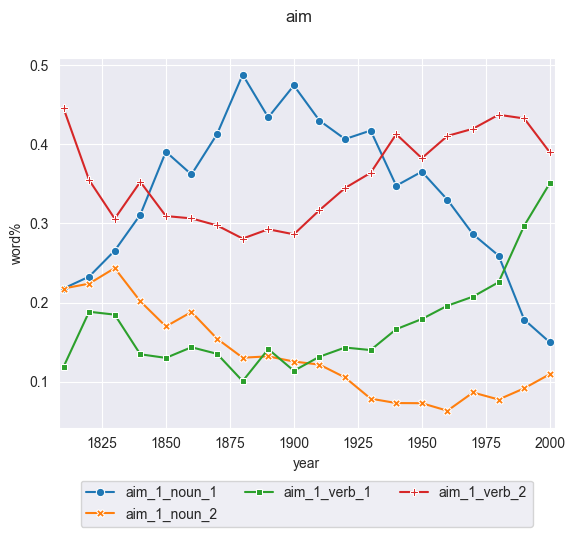 aim
0.5
0.4
0.3
0.2
0.1
word%
1825 1850 1875 1900 1925 1950 1975 2000
year
aim_1_noun_1 aim_1_verb_1 aim_1_verb_2
aim_1_noun_2